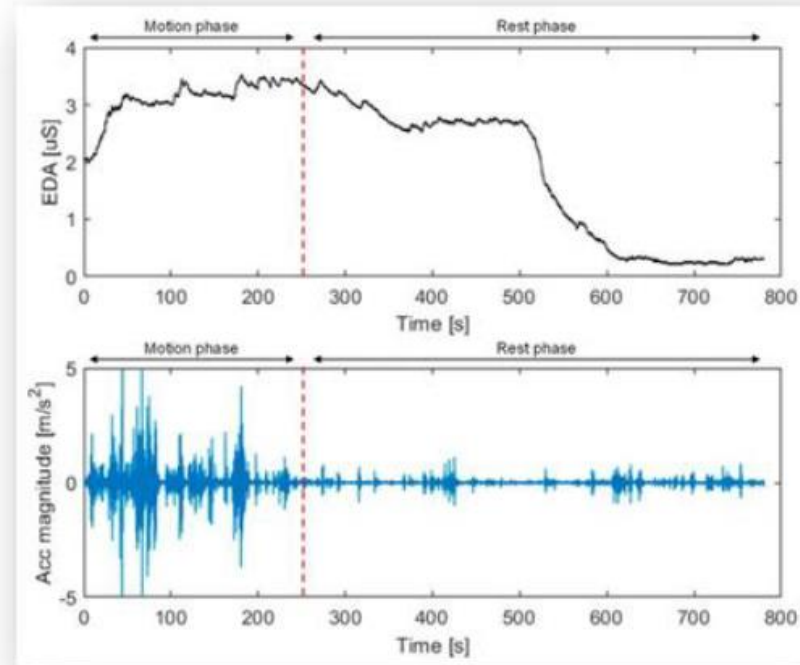 Motion phase Rest phase
4
3
2
1
0
EDA [uS]
0 100 200 300 400 500 600 700 800
Time [s]
Motion phase Rest phase
5
0
-5
Acc magnitude [m/s²]
0 100 200 300 400 500 600 700 800
Time [s]